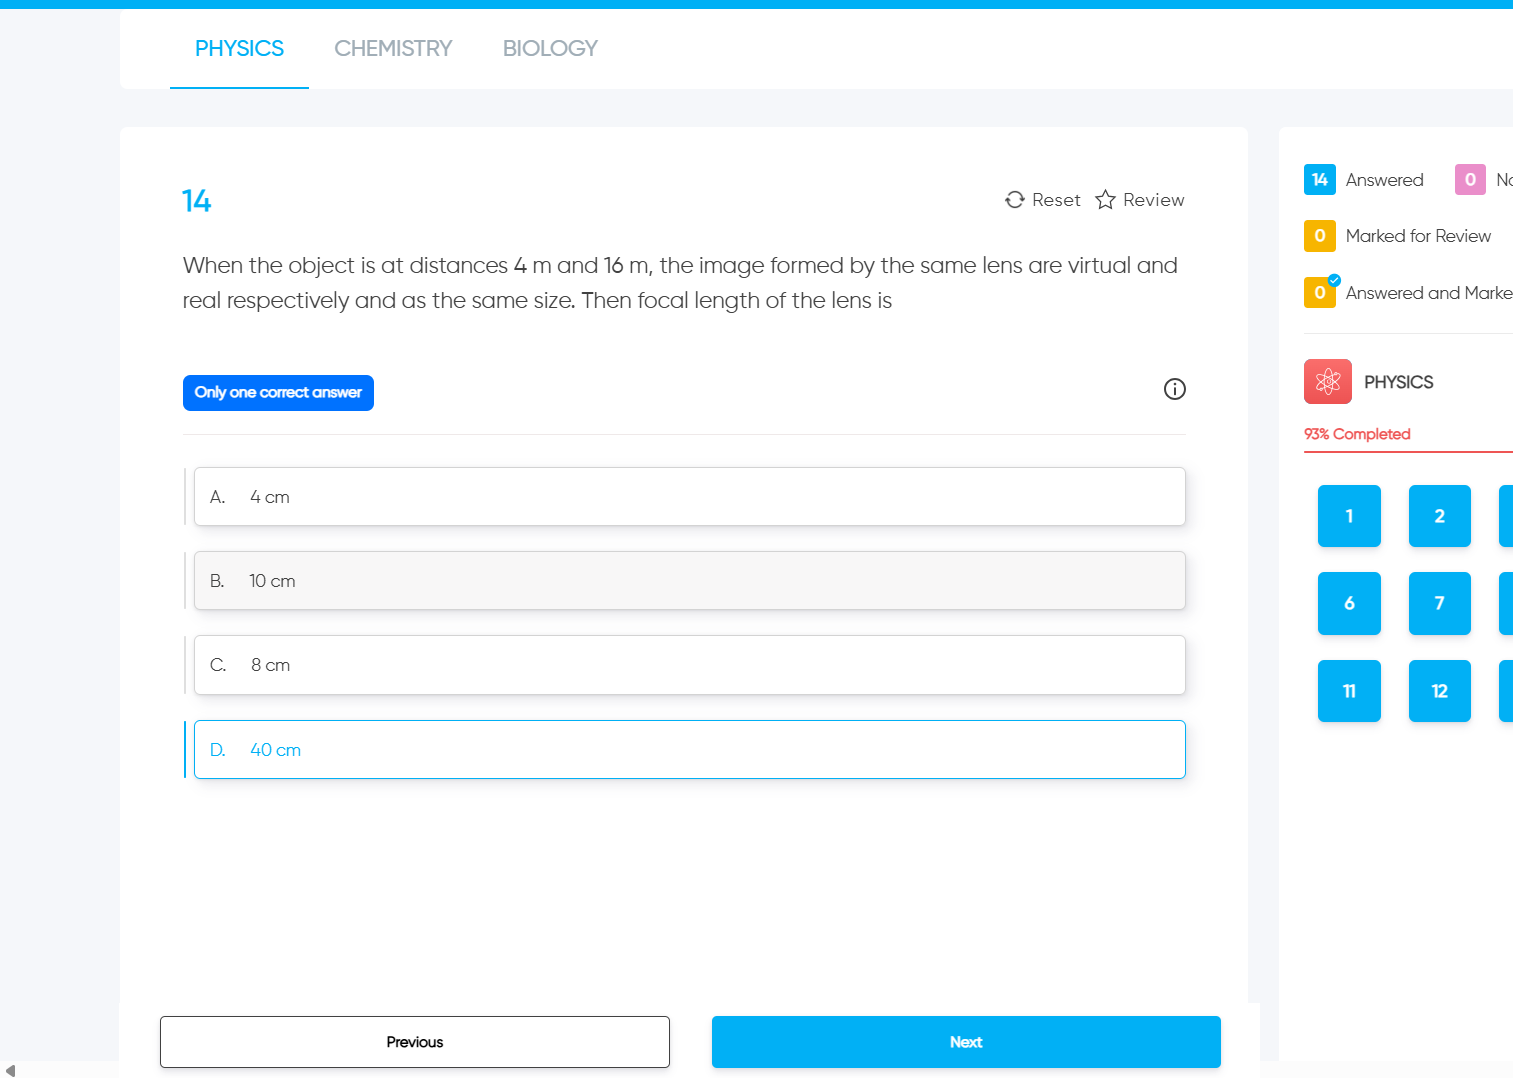 PHYSICS CHEMISTRY BIOLOGY
14
Reset Review
When the object is at distances 4 m and 16 m, the image formed by the same lens are virtual and
real respectively and as the same size. Then focal length of the lens is
Only one correct answer
A. 4 cm
B. 10 cm
C. 8 cm
D. 40 cm
Previous
Next
14 Answered 0
0 Marked for Review
0 Answered and Marke
PHYSICS
93% Completed
1 2
6 7
11 12